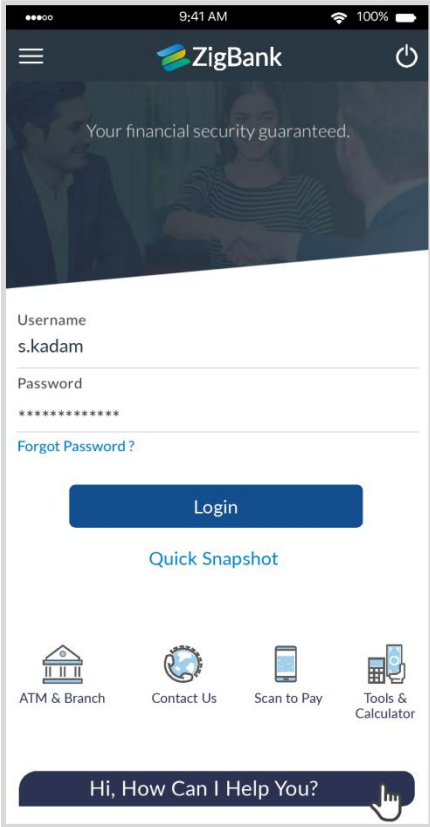 9:41 AM
100%
ZigBank
Your financial security guaranteed.
Username
s.kadam
Password
*************
Forgot Password ?
Login
Quick Snapshot
ATM & Branch
Contact Us
Scan to Pay
Tools &
Calculator
Hi, How Can I Help You?